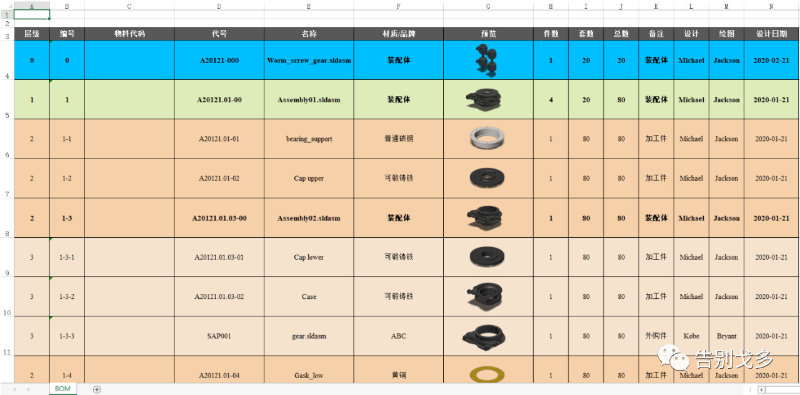 A B C D E F G H I J K L M N
1
2
3 层级 编号 物料代码 代号 名称 材质/品牌 预览 件数 套数 总数 备注 设计 绘图 设计日期
4 0 0 A20121-000 Worm_screw_gear.sldasm 装配体 1 20 20 装配体 Michael Jackson 2020-02-21
5 1 1 A20121.01-00 Assembly01.sldasm 装配体 4 20 80 装配体 Michael Jackson 2020-01-21
6 2 1-1 A20121.01-01 bearing_support 普通碳钢 1 80 80 加工件 Michael Jackson 2020-01-21
7 2 1-2 A20121.01-02 Cap upper 可锻铸铁 1 80 80 加工件 Michael Jackson 2020-01-21
8 2 1-3 A20121.01.03-00 Assembly02.sldasm 装配体 1 80 80 装配体 Michael Jackson 2020-01-21
9 3 1-3-1 A20121.01.03-01 Cap lower 可锻铸铁 1 80 80 加工件 Michael Jackson 2020-01-21
10 3 1-3-2 A20121.01.03-02 Case 可锻铸铁 1 80 80 加工件 Michael Jackson 2020-01-21
11 3 1-3-3 SAP001 gear.sldasm ABC 1 80 80 外购件 Kobe Bryant 2020-01-21
2 1-4 A20121.01-04 Gask_low 黄铜 1 80 80 加工件 Michael Jackson 2020-01-21
告别戈多
BOM